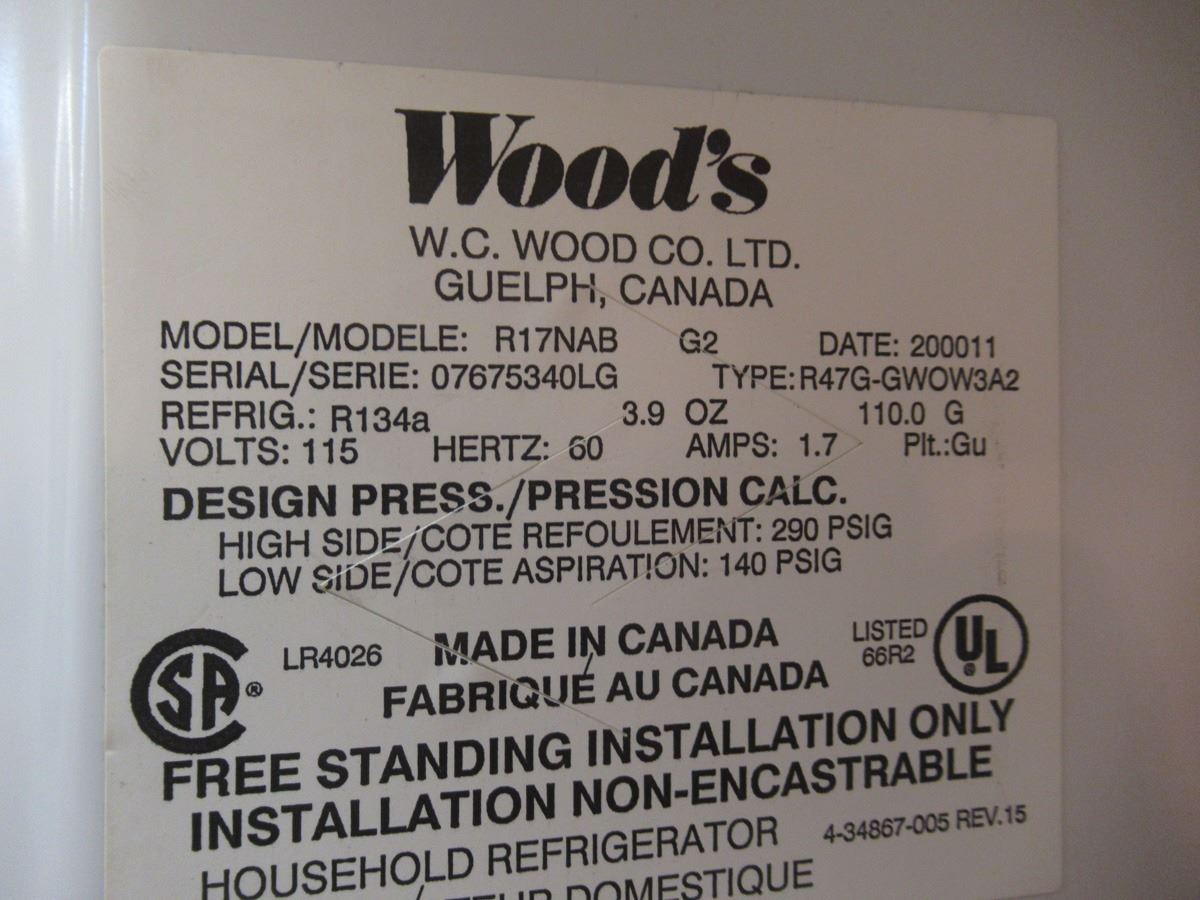 Wood's
W.C. WOOD CO. LTD.
GUELPH, CANADA
MODEL/MODELE: R17NAB G2 DATE: 200011
SERIAL/SERIE: 07675340LG TYPE:R47G-GWOW3A2
REFRIG.: R134a 3.9 OZ 110.0 G
VOLTS: 115 HERTZ: 60 AMPS: 1.7 Plt.:Gu
DESIGN PRESS./PRESSION CALC.
HIGH SIDE/COTE REFOULEMENT: 290 PSIG
LOW SIDE/COTE ASPIRATION: 140 PSIG
SA® LR4026 MADE IN CANADA LISTED UL®
FABRIQUÉ AU CANADA 66R2
FREE STANDING INSTALLATION ONLY
INSTALLATION NON-ENCASTRABLE
HOUSEHOLD REFRIGERATOR 4-34867-005 REV.15
DOMESTIQUE